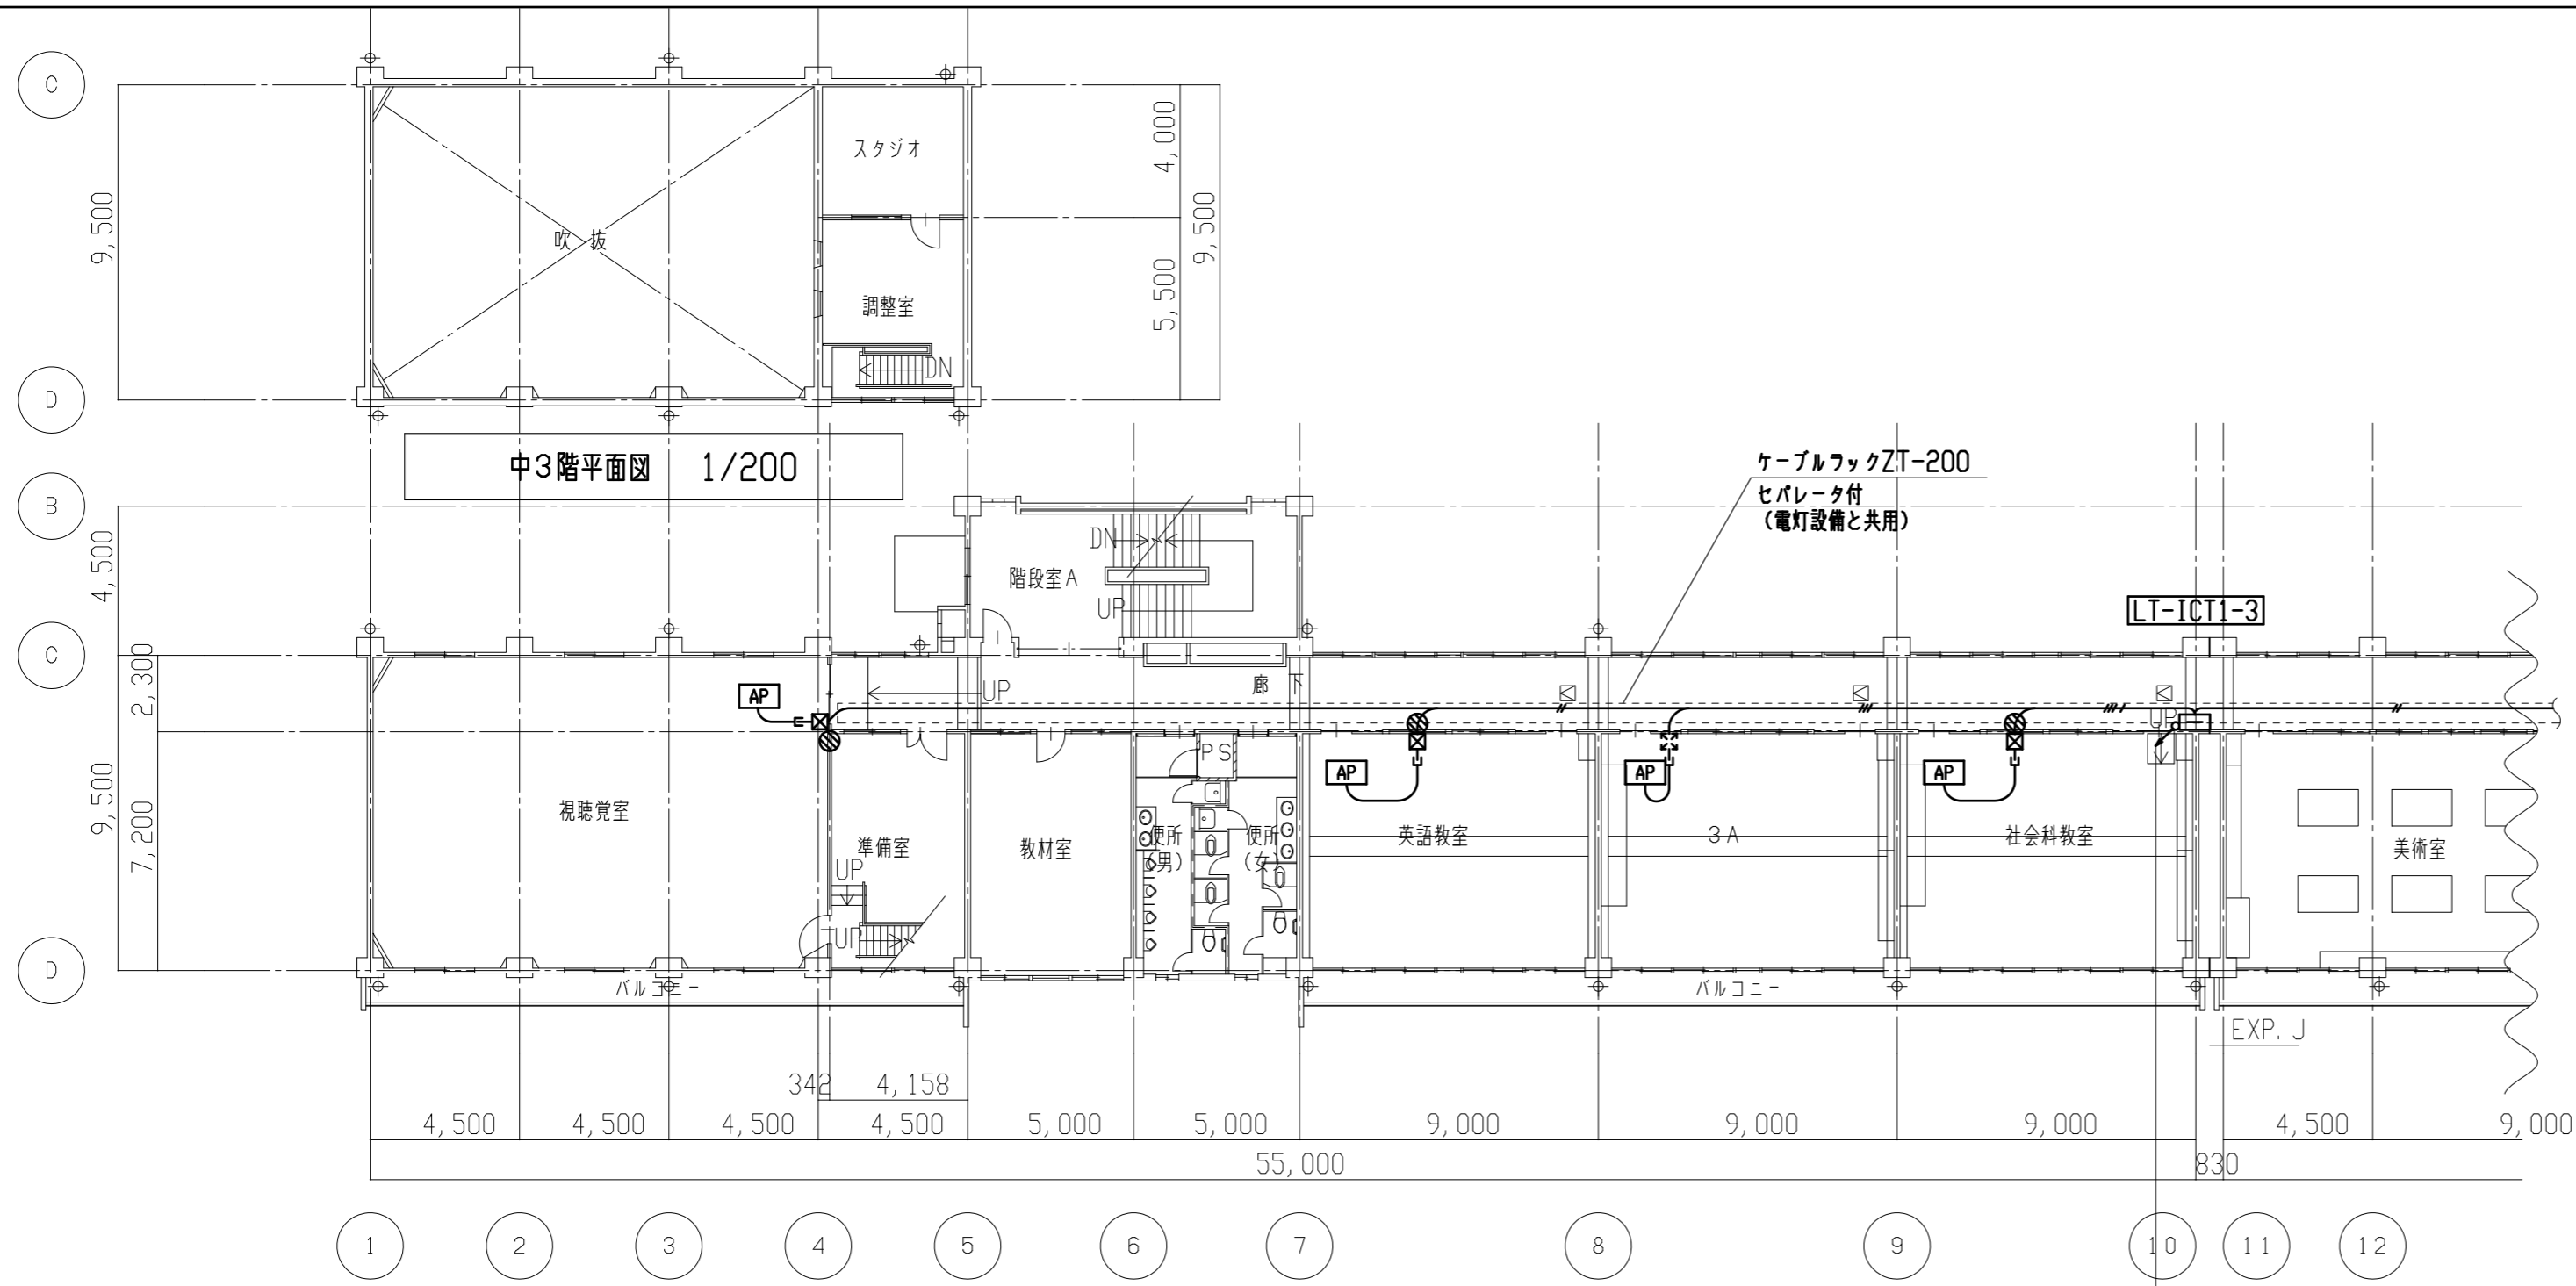 C
9,500
吹 抜
スタジオ
4,000
9,500
5,500
調整室
DN
D
中3階平面図 1/200
ケーブルラックZT-200
セパレータ付
(電灯設備と共用)
B
4,500
DN
階段室A
UP
LT-ICT1-3
C
2,300
AP
UP
廊 下
UP
PS
AP
AP
AP
9,500
7,200
視聴覚室
準備室
UP
UP
教材室
便所
(男)
便所
(女)
英語教室
3A
社会科教室
美術室
D
バルコニー
バルコニー
EXP. J
342
4,158
4,500
4,500
4,500
4,500
5,000
5,000
9,000
9,000
9,000
4,500
9,000
55,000
830
1
2
3
4
5
6
7
8
9
10
11
12